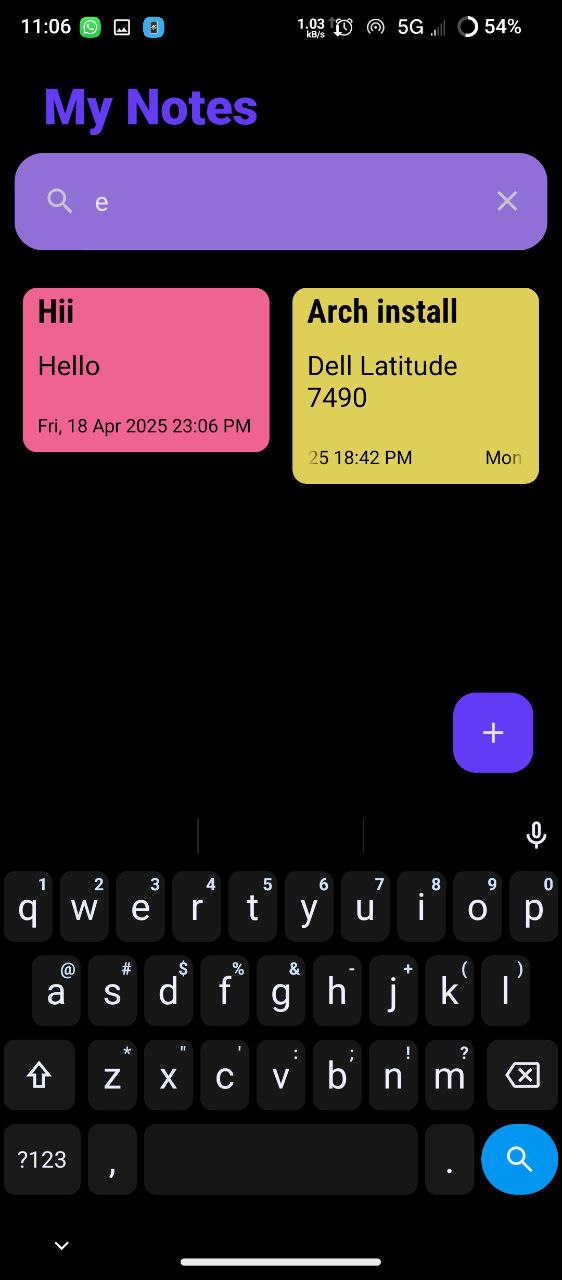 11:06 1.03 kB/s 5G 54%
My Notes
e
Hii
Hello
Fri, 18 Apr 2025 23:06 PM
Arch install
Dell Latitude
7490
25 18:42 PM Mon
1 2 3 4 5 6 7 8 9 0
q w e r t y u i o p
@ # $ % & - + ( )
a s d f g h j k l
* " ' : ; ! ?
z x c v b n m
?123 , .